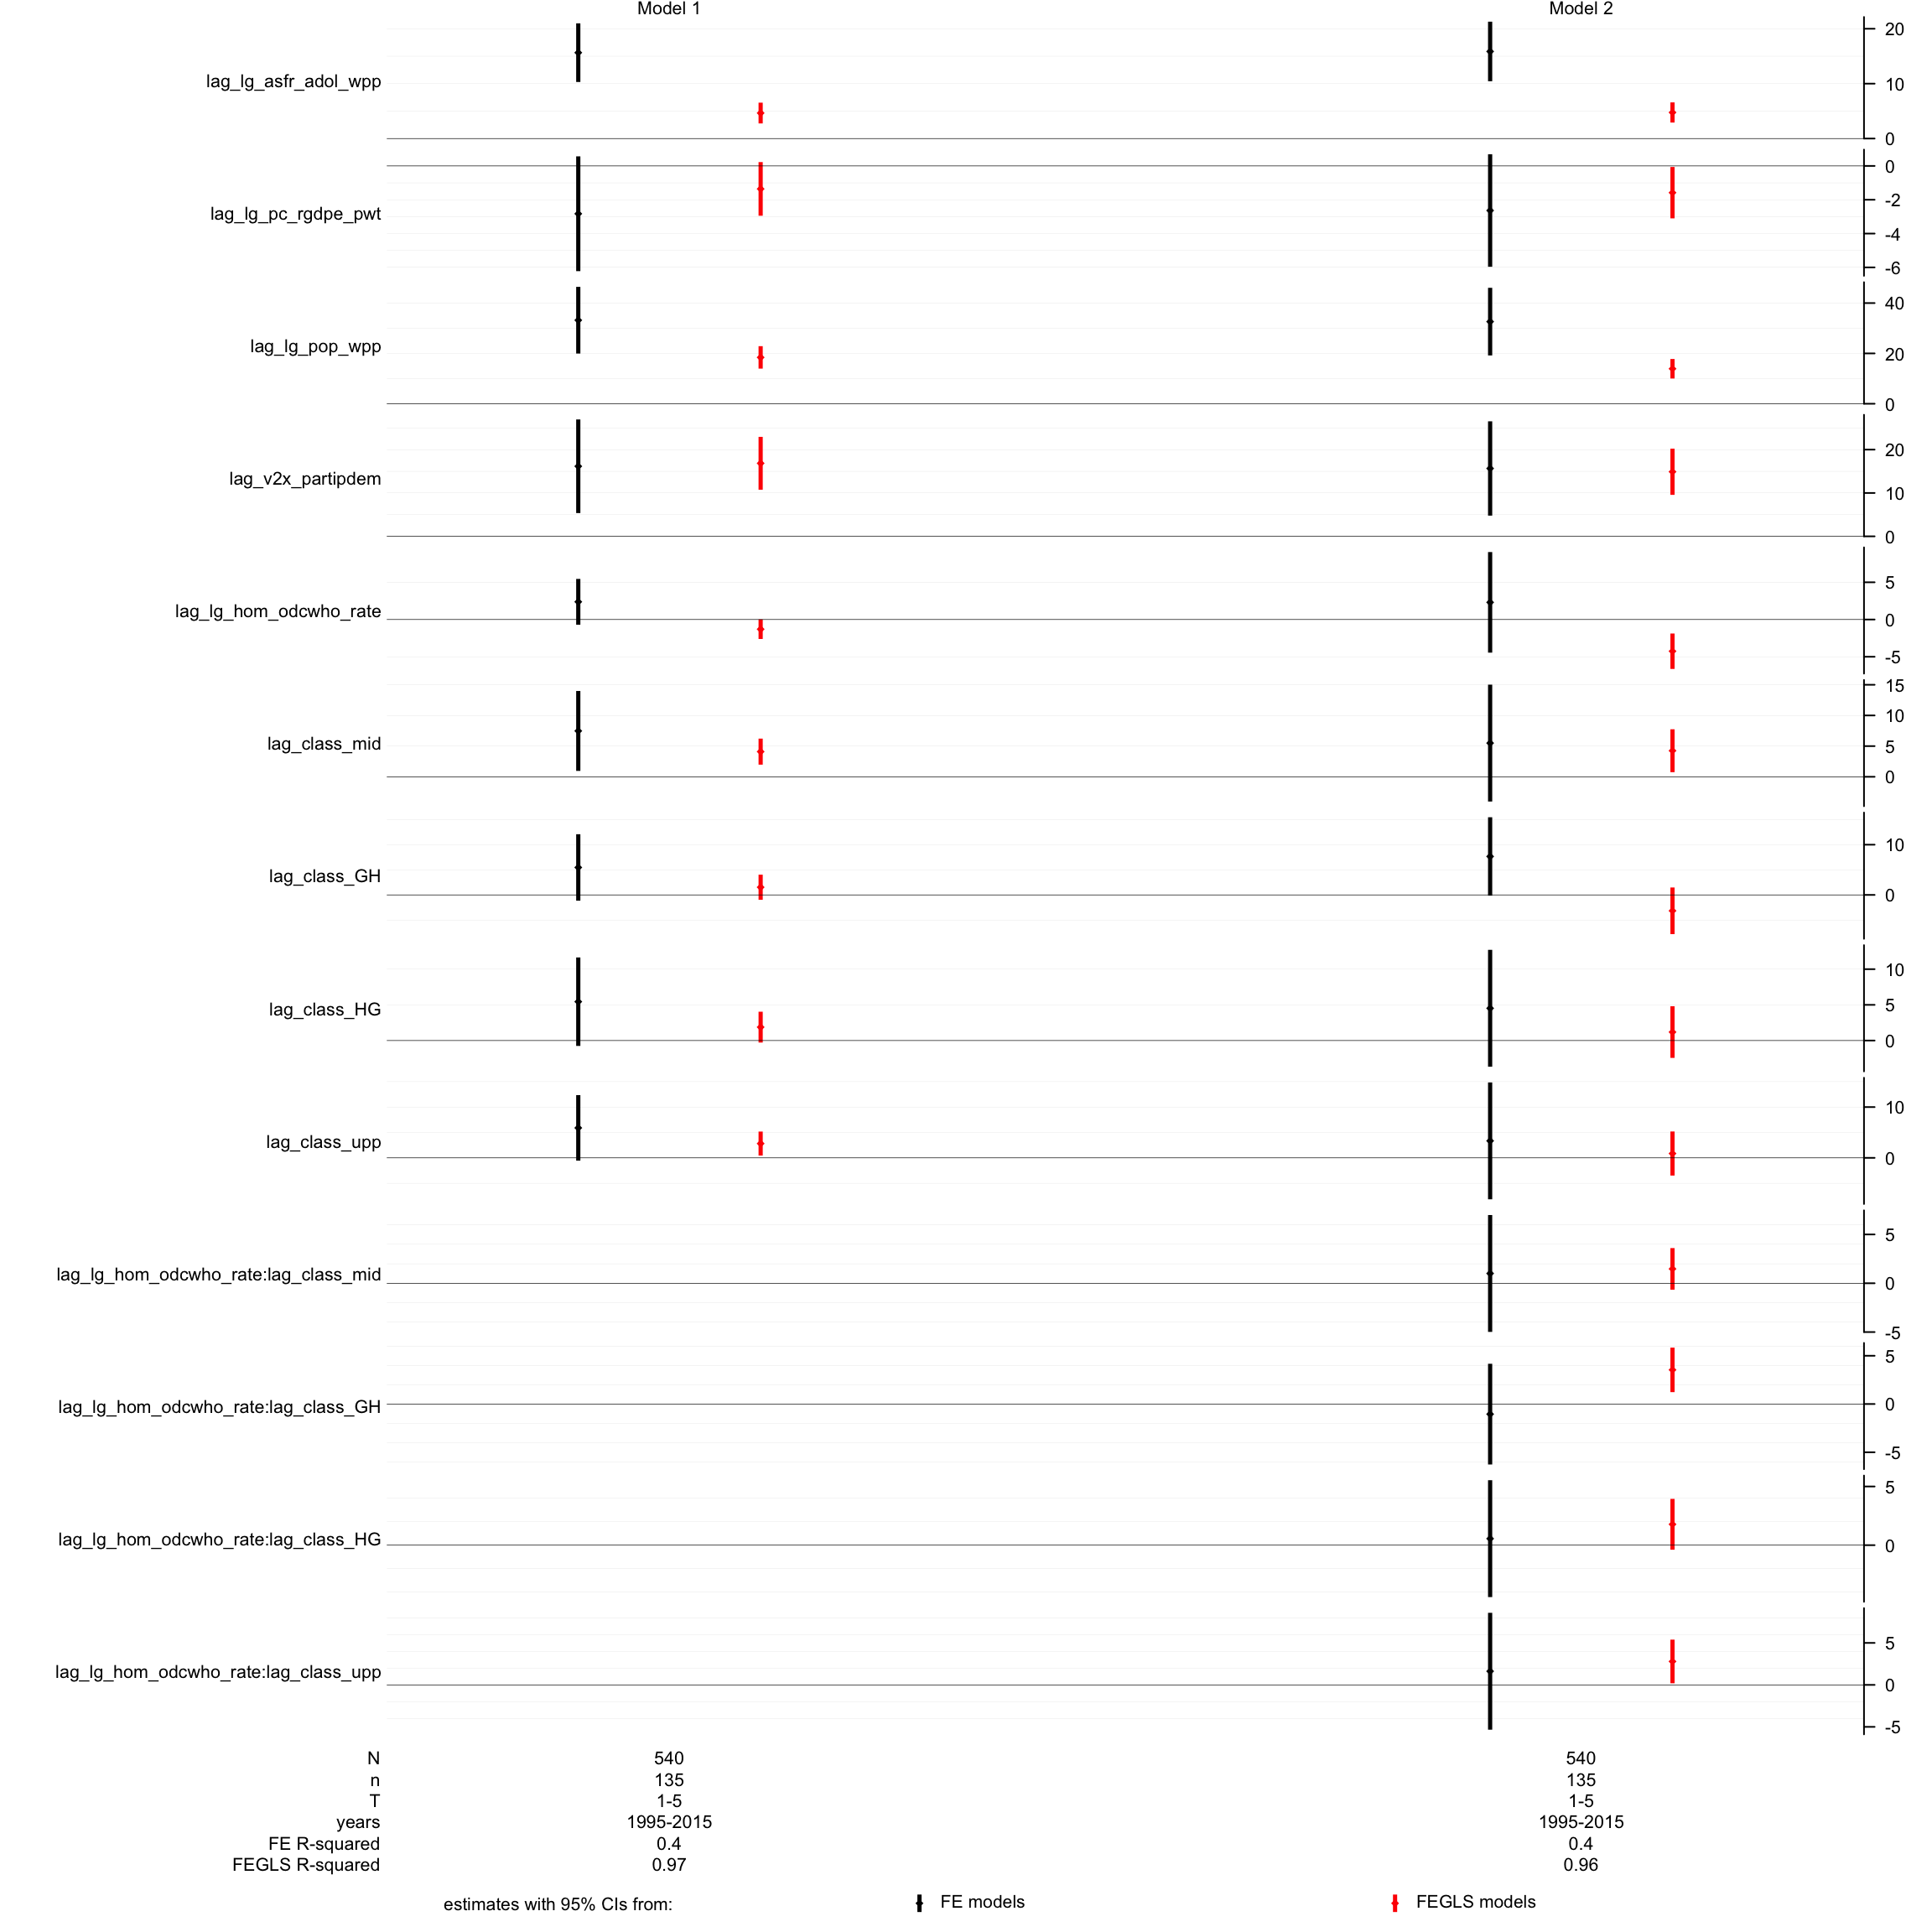 Model 1 Model 2
lag_lg_asfr_adol_wpp
20
10
0
lag_lg_pc_rgdpe_pwt
0
-2
-4
-6
lag_lg_pop_wpp
40
20
0
lag_v2x_partipdem
20
10
0
lag_lg_hom_odcwho_rate
5
0
-5
lag_class_mid
15
10
5
0
lag_class_GH
10
0
lag_class_HG
10
5
0
lag_class_upp
10
0
lag_lg_hom_odcwho_rate:lag_class_mid
5
0
-5
lag_lg_hom_odcwho_rate:lag_class_GH
5
0
-5
lag_lg_hom_odcwho_rate:lag_class_HG
5
0
lag_lg_hom_odcwho_rate:lag_class_upp
5
0
-5
N 540 540
n 135 135
T 1-5 1-5
years 1995-2015 1995-2015
FE R-squared 0.4 0.4
FEGLS R-squared 0.97 0.96
estimates with 95% CIs from: FE models FEGLS models